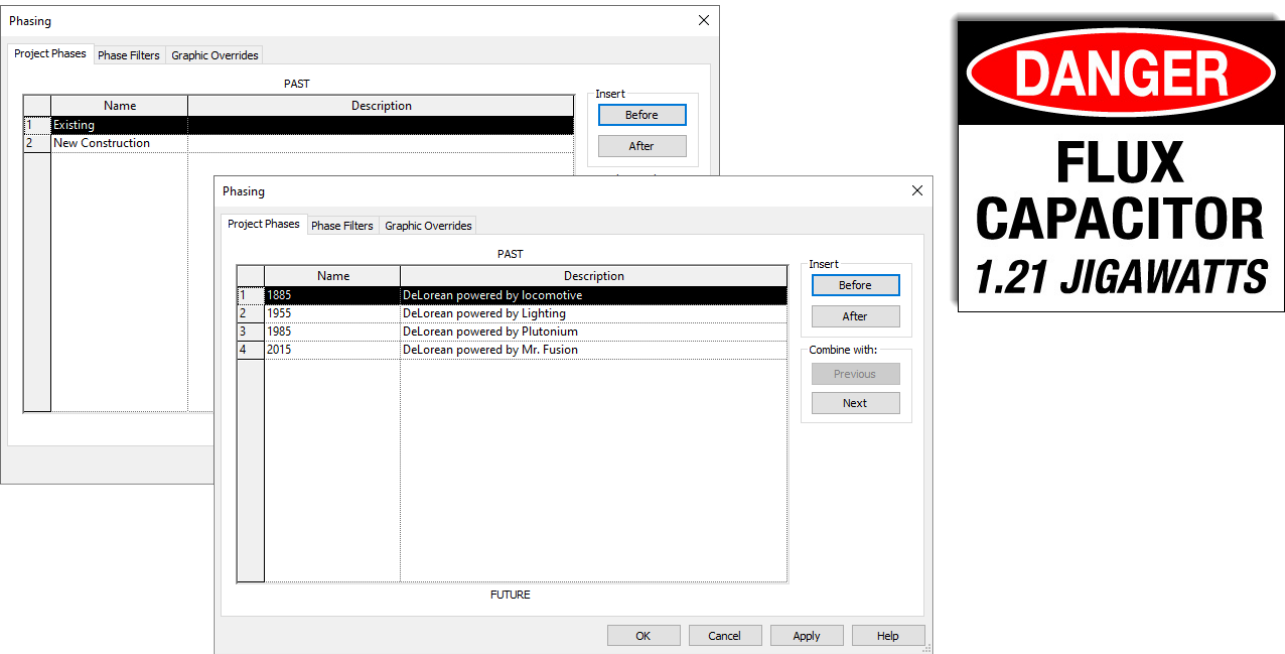 Phasing
Project Phases Phase Filters Graphic Overrides
PAST
Name Description
1 Existing
2 New Construction
Insert
Before
After
Phasing
Project Phases Phase Filters Graphic Overrides
PAST
Name Description
1 1885 DeLorean powered by locomotive
2 1955 DeLorean powered by Lighting
3 1985 DeLorean powered by Plutonium
4 2015 DeLorean powered by Mr. Fusion
FUTURE
Insert
Before
After
Combine with:
Previous
Next
OK Cancel Apply Help
DANGER
FLUX
CAPACITOR
1.21 JIGAWATTS